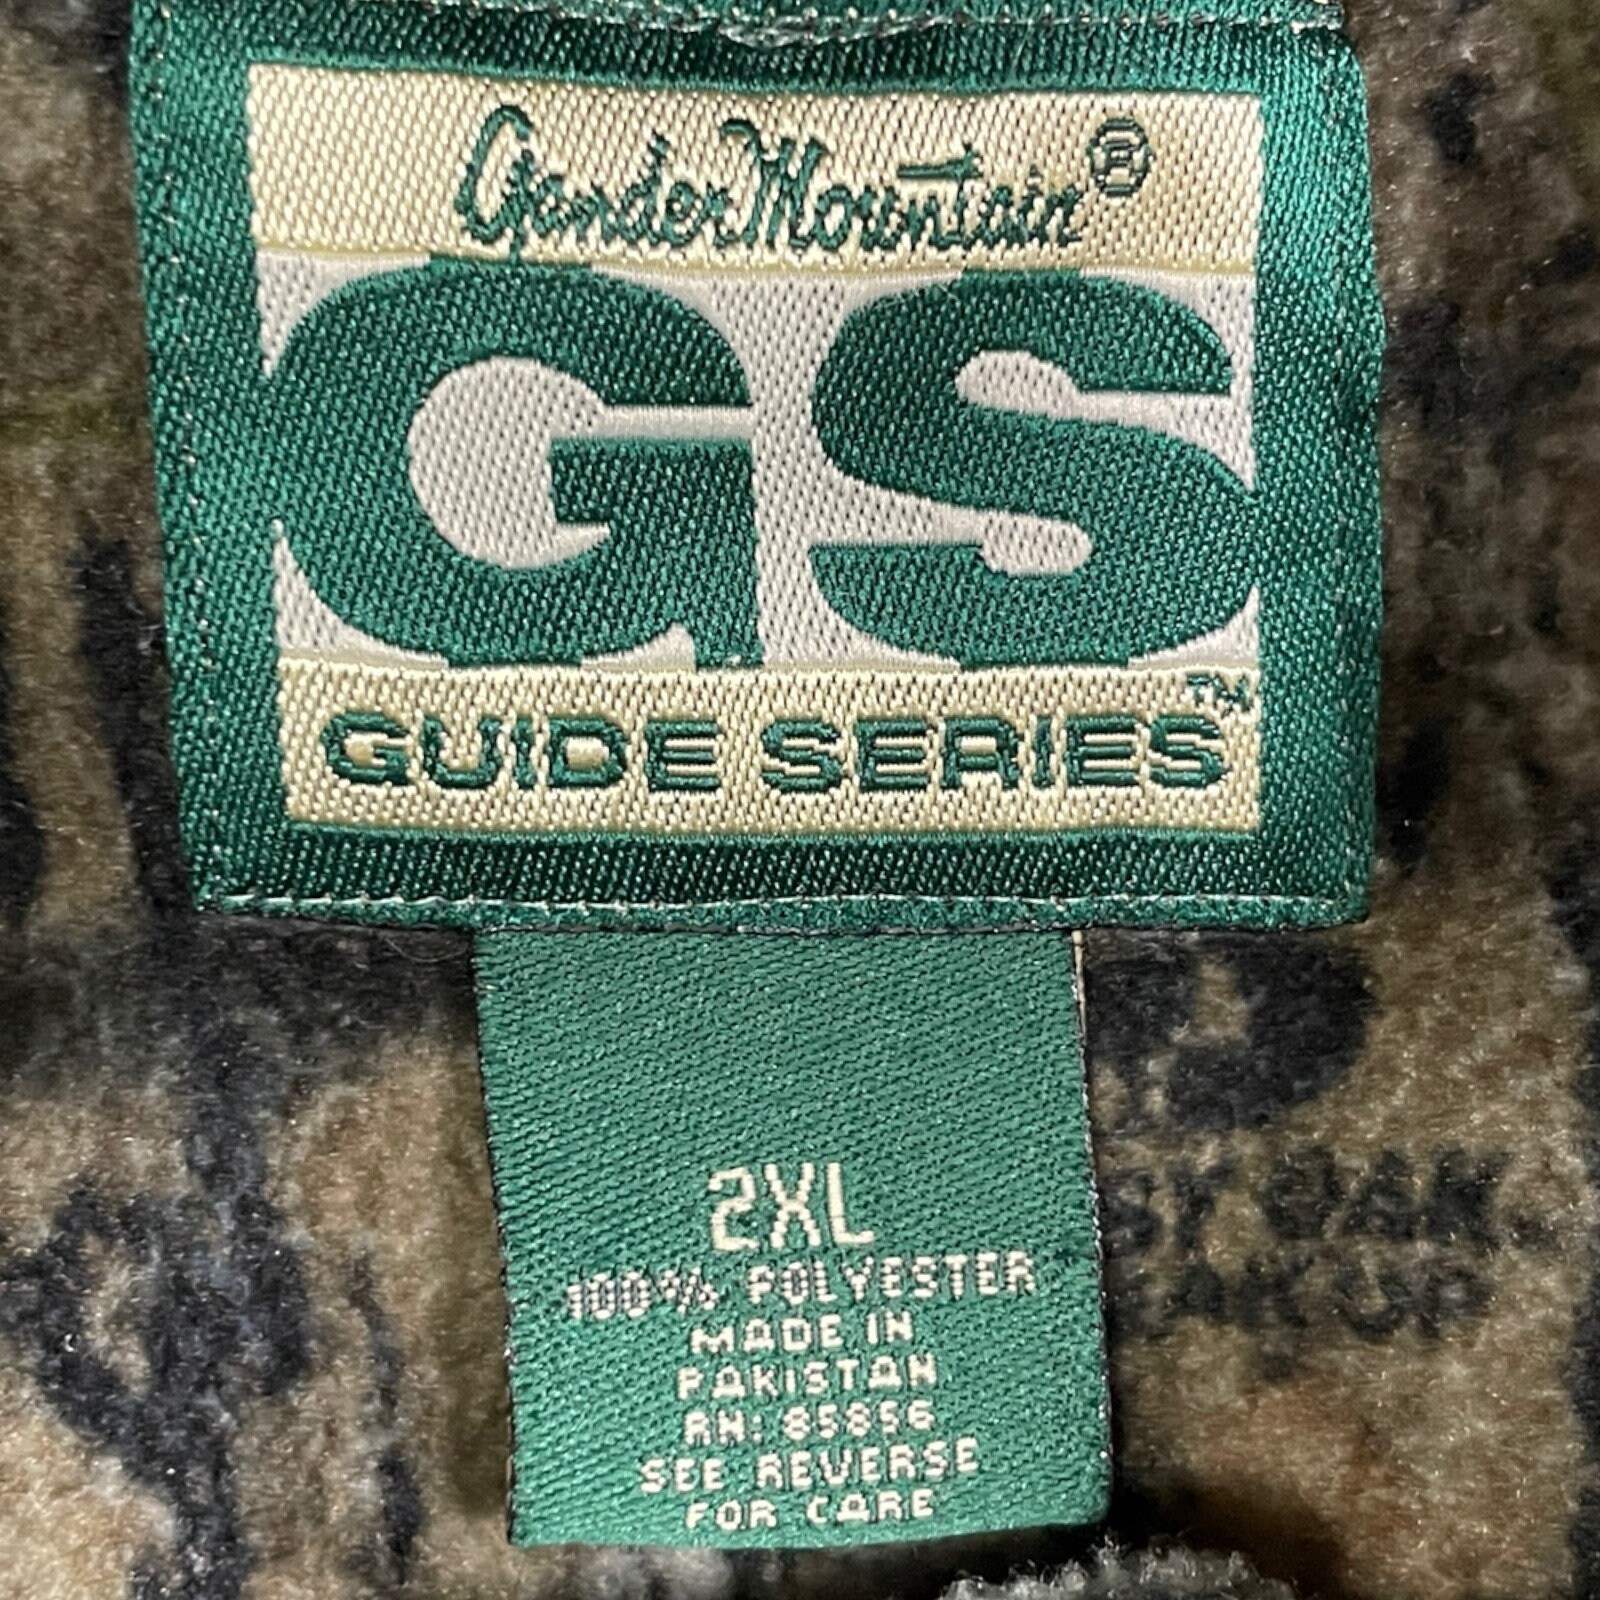 Gander Mountain®
GS
GUIDE SERIES™
2XL
100% POLYESTER
MADE IN
PAKISTAN
RN: 85856
SEE REVERSE
FOR CARE